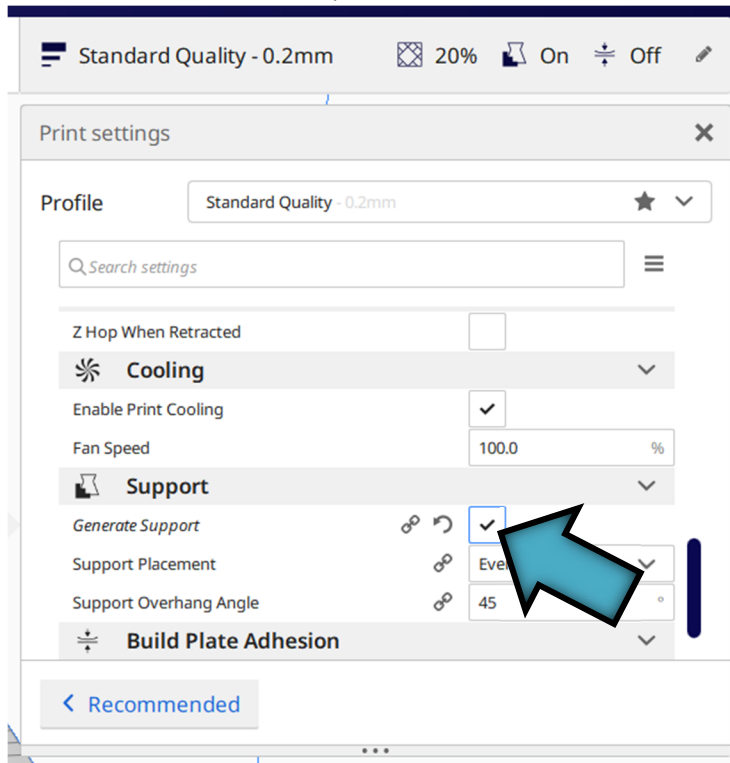 Standard Quality - 0.2mm 20% On Off
Print settings
Profile Standard Quality - 0.2mm
Search settings
Z Hop When Retracted
Cooling
Enable Print Cooling
Fan Speed 100.0 %
Support
Generate Support
Support Placement
Support Overhang Angle 45 °
Build Plate Adhesion
Recommended